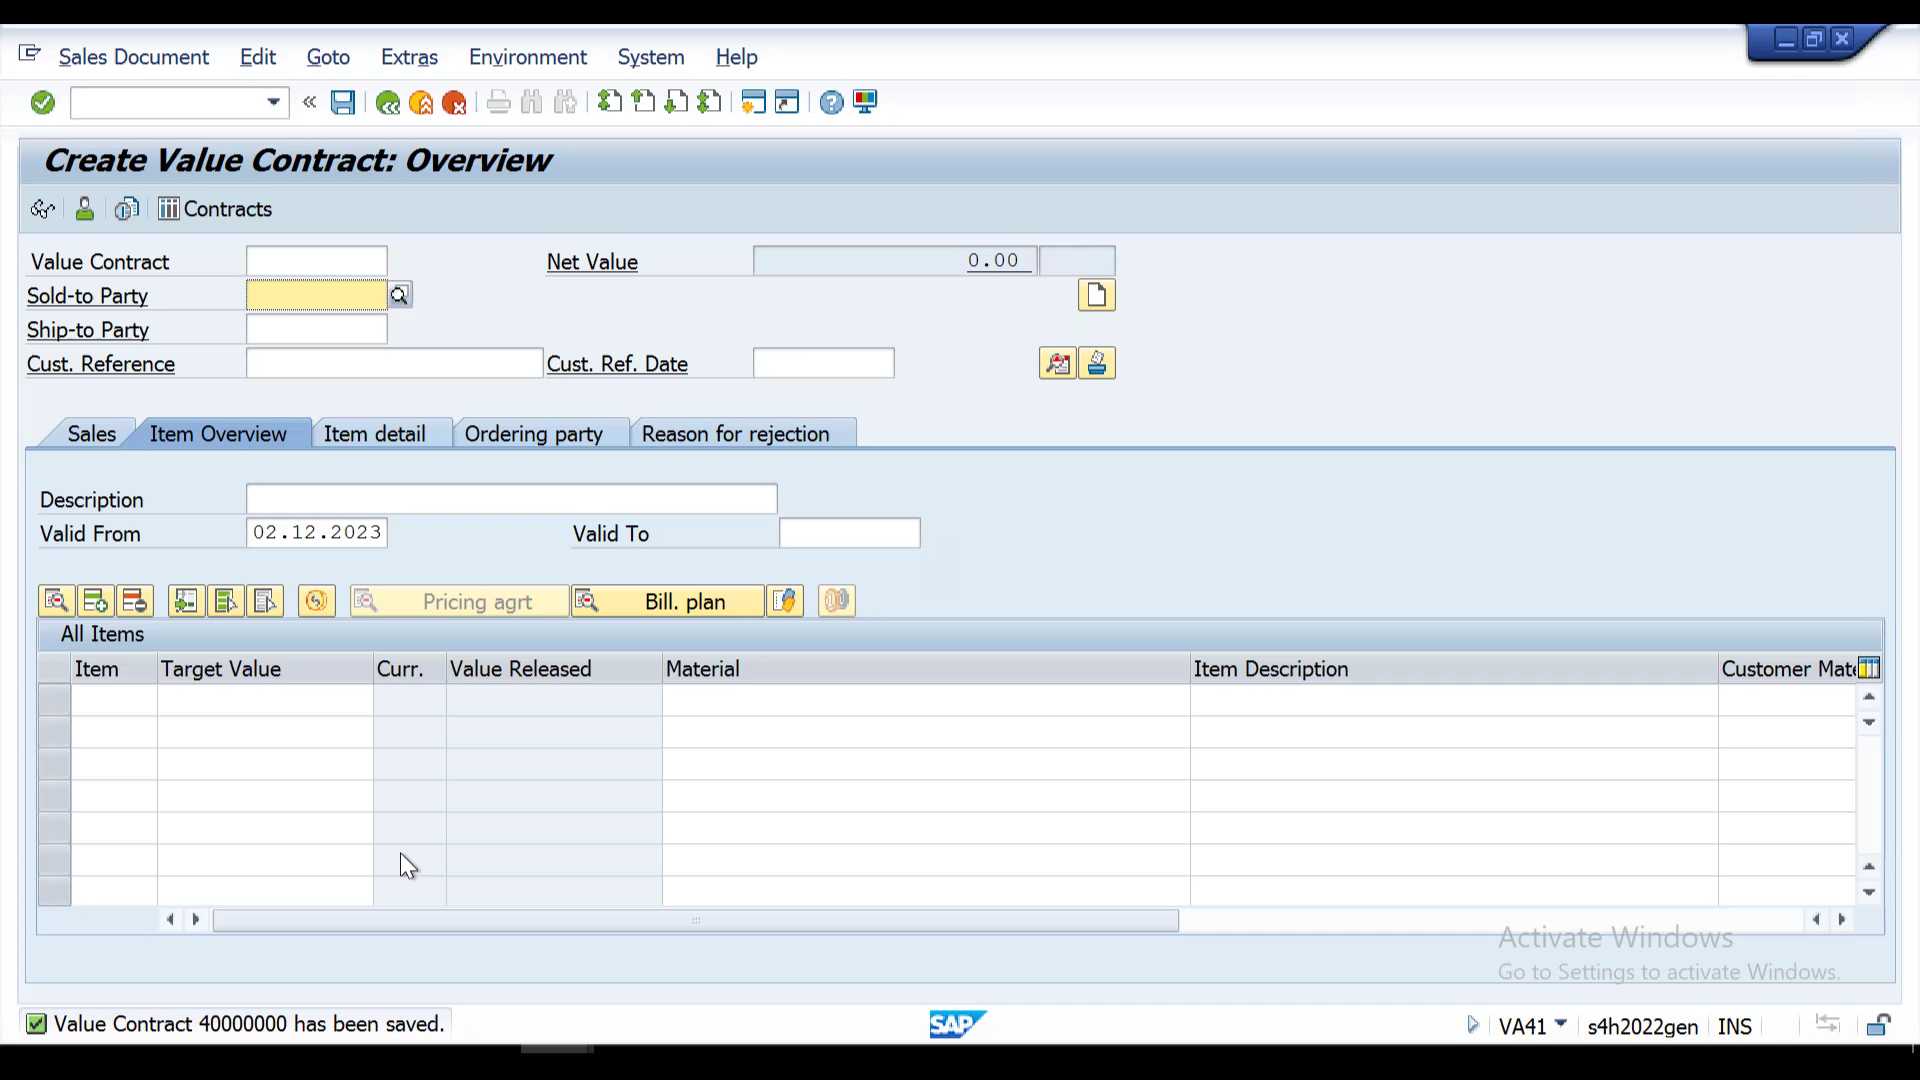 Sales Document Edit Goto Extras Environment System Help
Create Value Contract: Overview
Contracts
Value Contract Net Value 0.00
Sold-to Party
Ship-to Party
Cust. Reference Cust. Ref. Date
Sales Item Overview Item detail Ordering party Reason for rejection
Description
Valid From 02.12.2023 Valid To
Pricing agrt Bill. plan
All Items
Item Target Value Curr. Value Released Material Item Description Customer Mate
Activate Windows
Go to Settings to activate Windows.
Value Contract 40000000 has been saved. SAP VA41 s4h2022gen INS